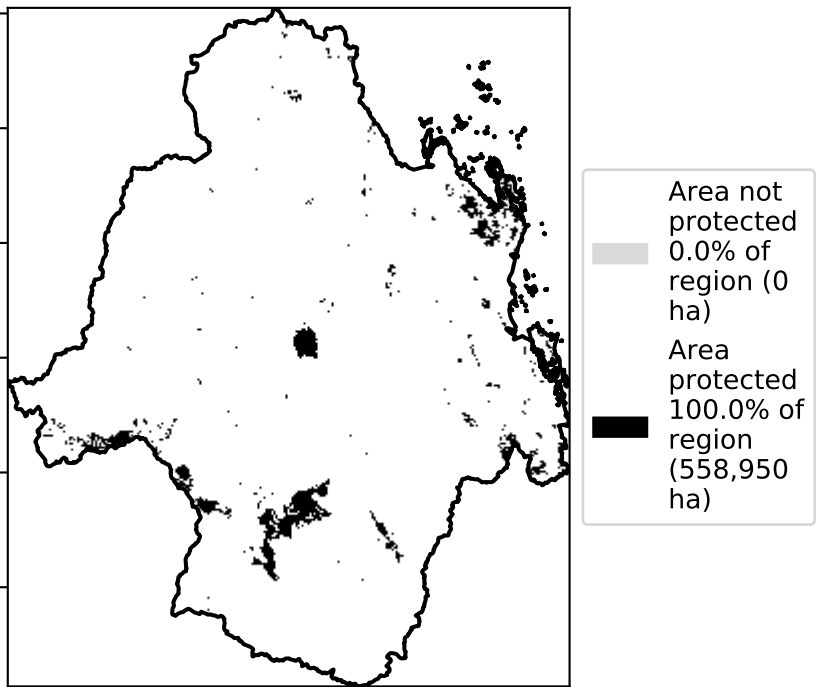 Area not
protected
0.0% of
region (0
ha)
Area
protected
100.0% of
region
(558,950
ha)